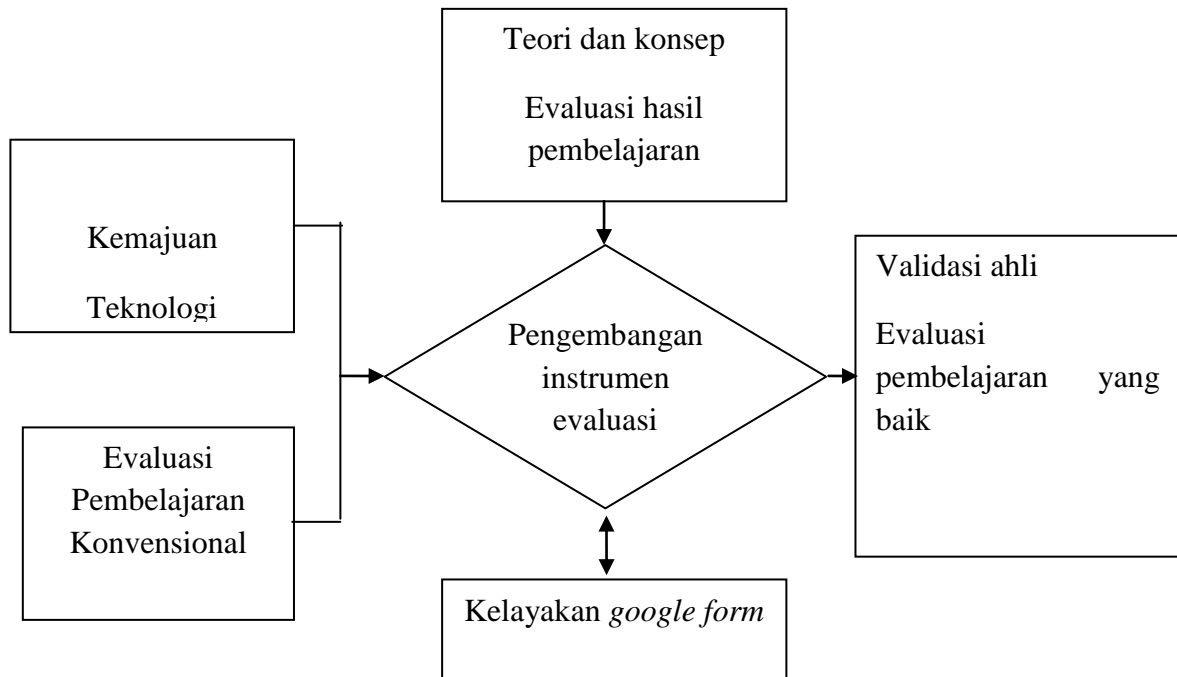 Teori dan konsep
Evaluasi hasil
pembelajaran
Kemajuan
Teknologi
Pengembangan
instrumen
evaluasi
Validasi ahli
Evaluasi
pembelajaran yang
baik
Evaluasi
Pembelajaran
Konvensional
Kelayakan google form